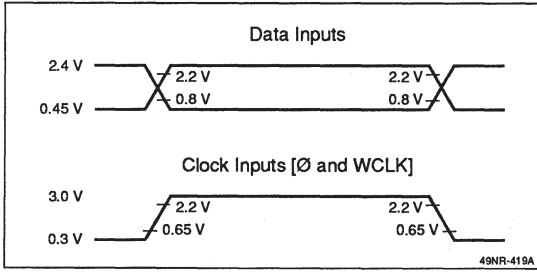 Data Inputs
2.4 V
2.2 V
2.2 V
0.8 V
0.8 V
0.45 V
Clock Inputs [Ø and WCLK]
3.0 V
2.2 V
2.2 V
0.65 V
0.65 V
0.3 V
49NR-419A